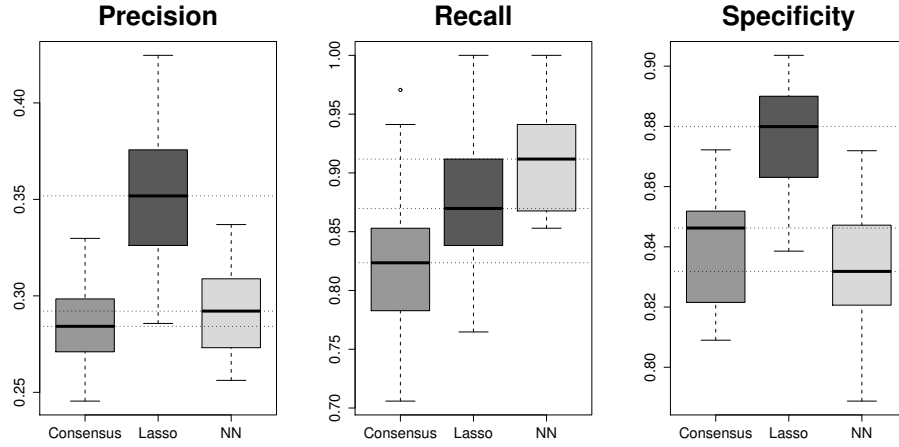 Precision
0.40
0.35
0.30
0.25
Consensus Lasso NN
Recall
1.00
0.95
0.90
0.85
0.80
0.75
0.70
Consensus Lasso NN
Specificity
0.90
0.88
0.86
0.84
0.82
0.80
Consensus Lasso NN